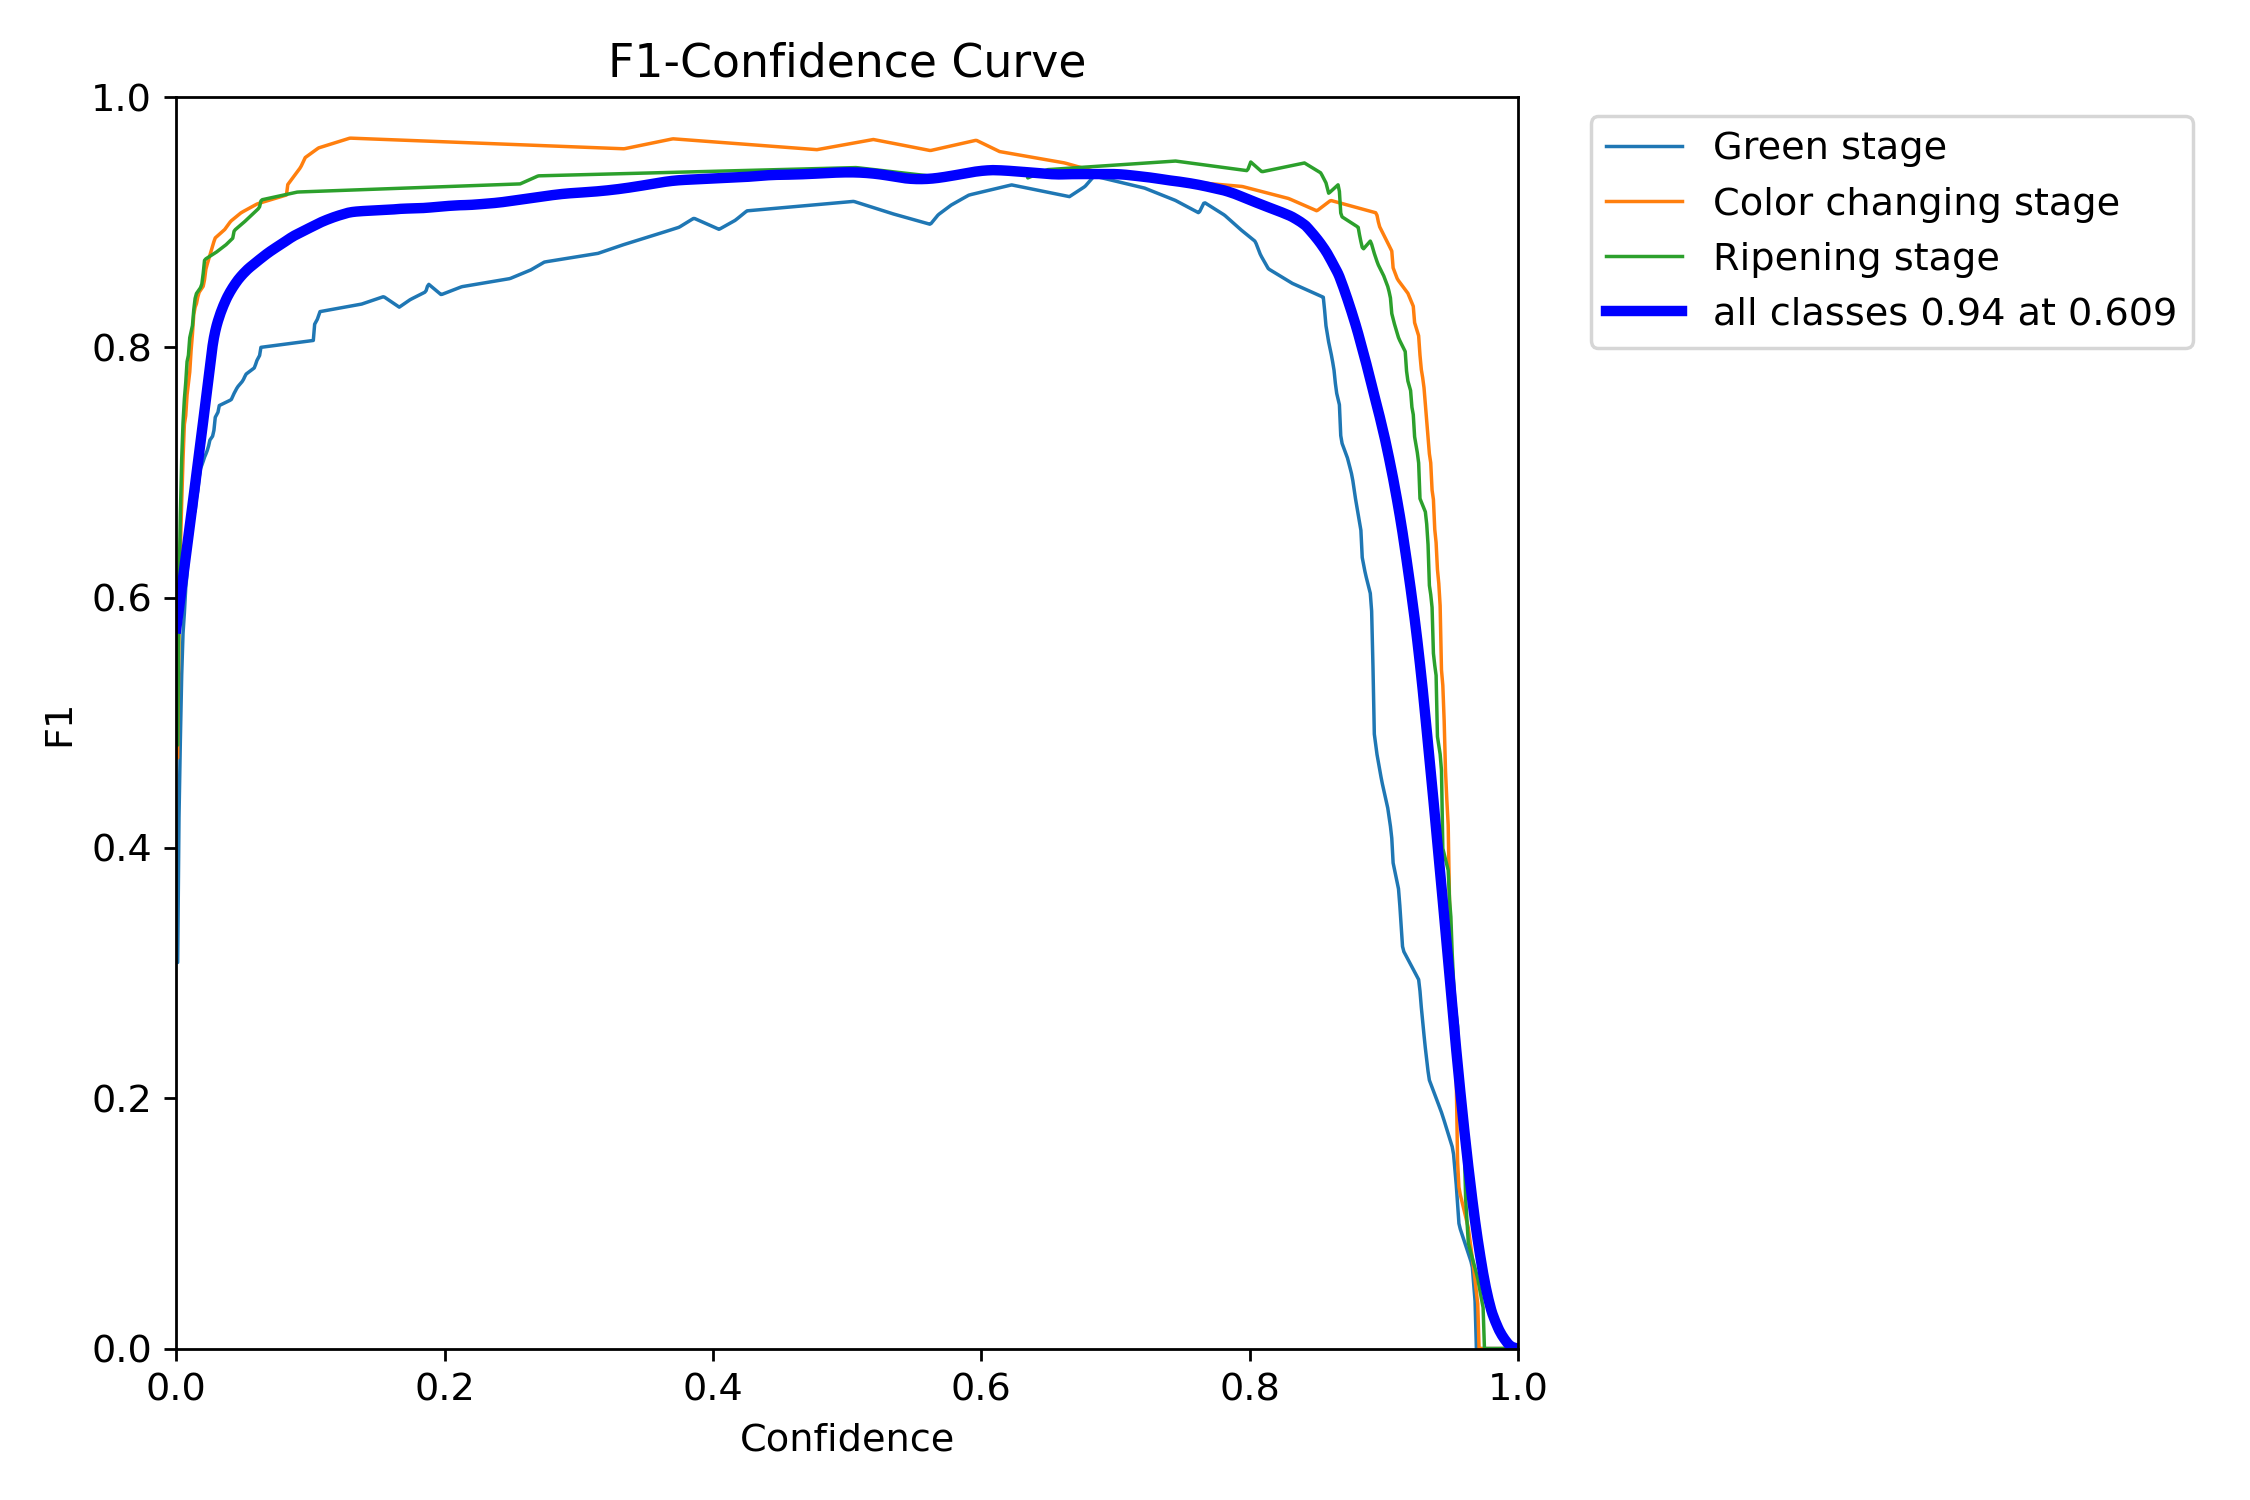 F1-Confidence Curve
1.0
0.8
0.6
0.4
0.2
0.0
F1
0.0 0.2 0.4 0.6 0.8 1.0
Confidence
Green stage
Color changing stage
Ripening stage
all classes 0.94 at 0.609